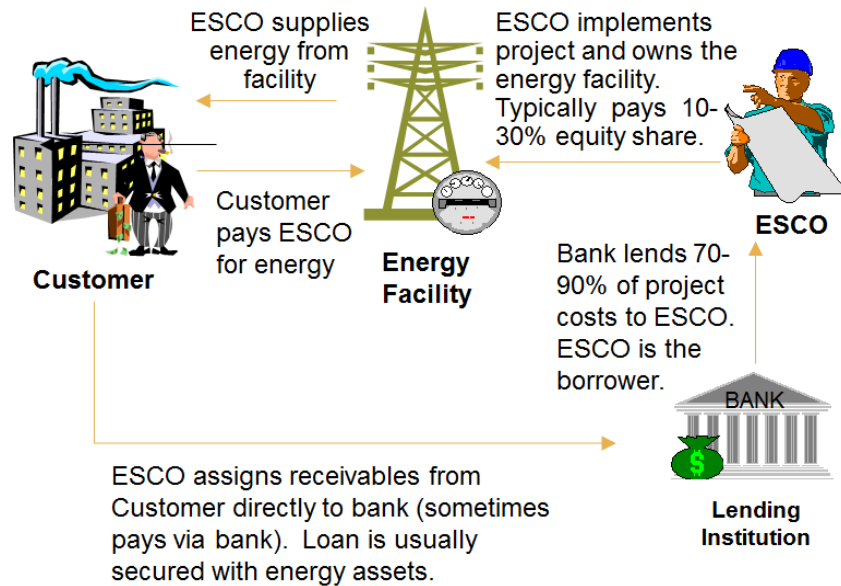 ESCO supplies
energy from
facility
ESCO implements
project and owns the
energy facility.
Typically pays 10-
30% equity share.
Customer
pays ESCO
for energy
Customer
Energy
Facility
ESCO
Bank lends 70-
90% of project
costs to ESCO.
ESCO is the
borrower.
BANK
$
Lending
Institution
ESCO assigns receivables from
Customer directly to bank (sometimes
pays via bank).  Loan is usually
secured with energy assets.